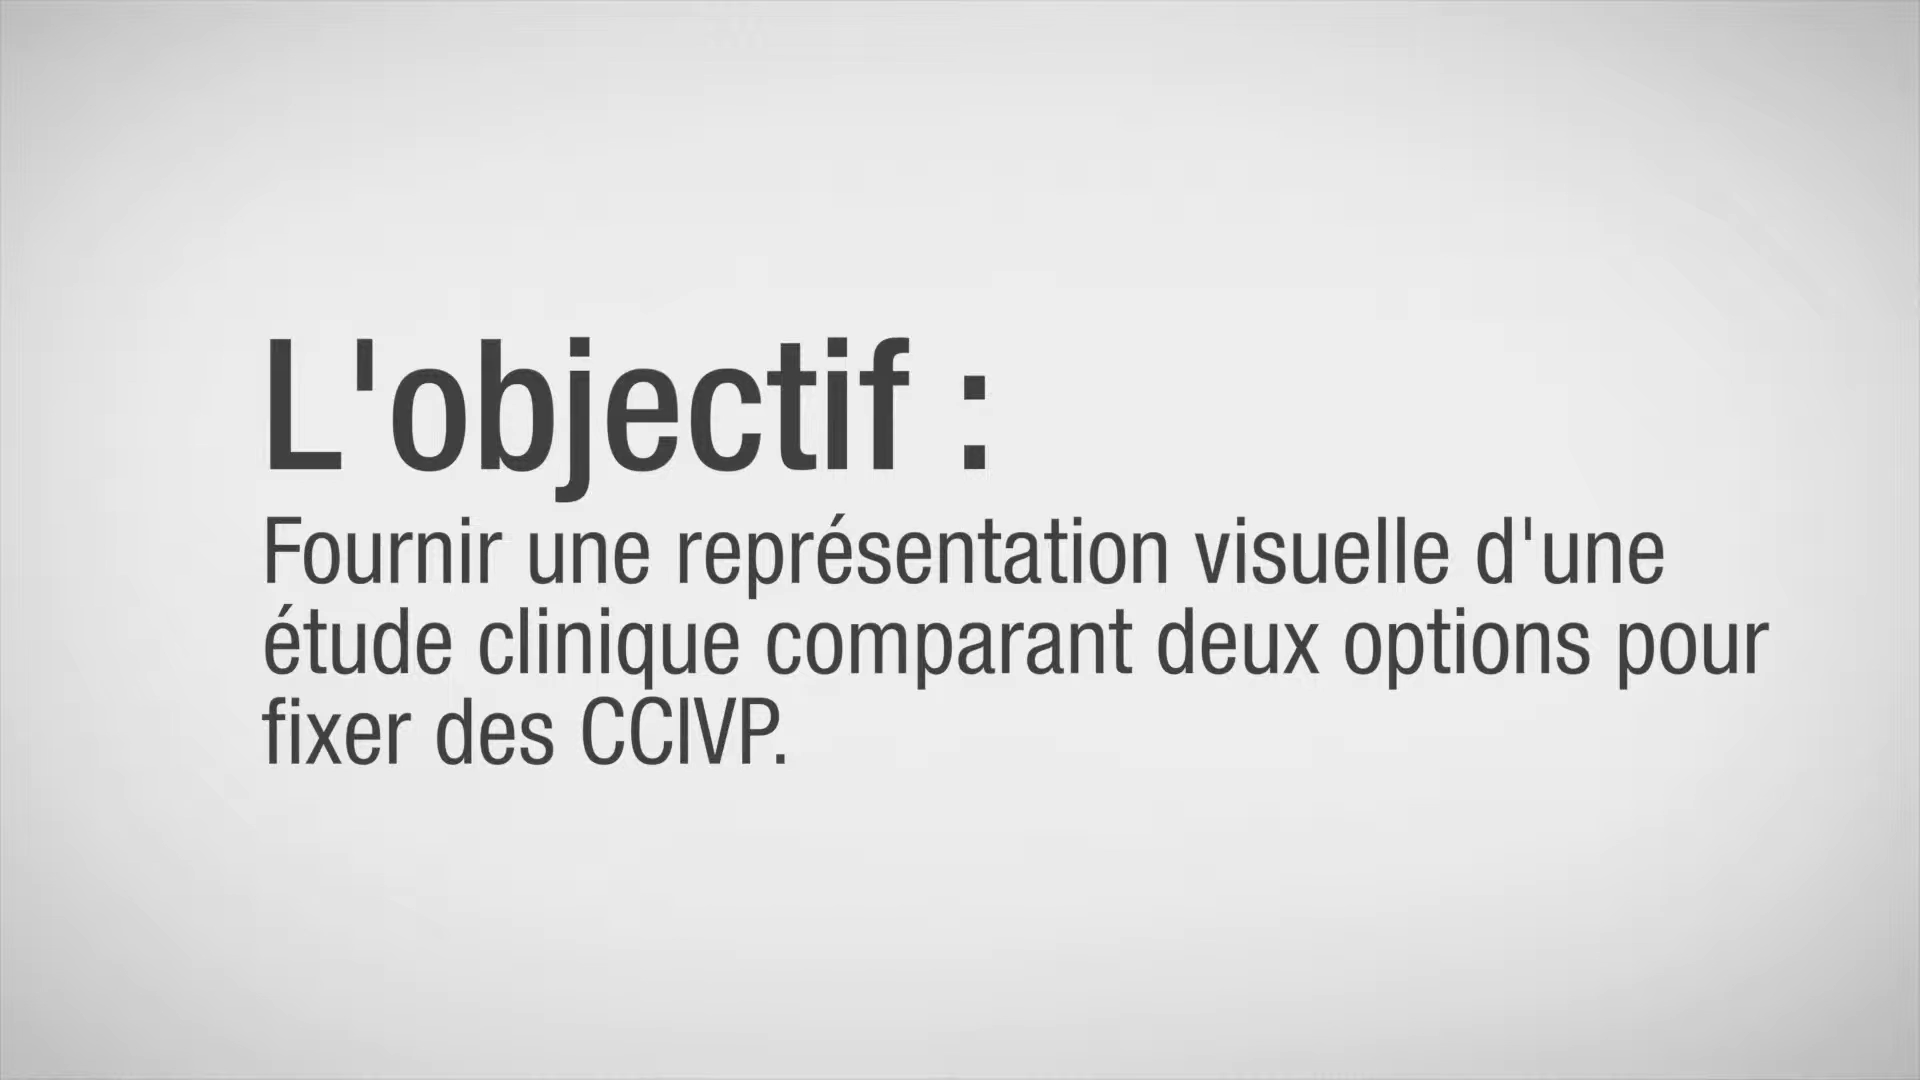 L'objectif :
Fournir une représentation visuelle d'une
étude clinique comparant deux options pour
fixer des CCIVP.